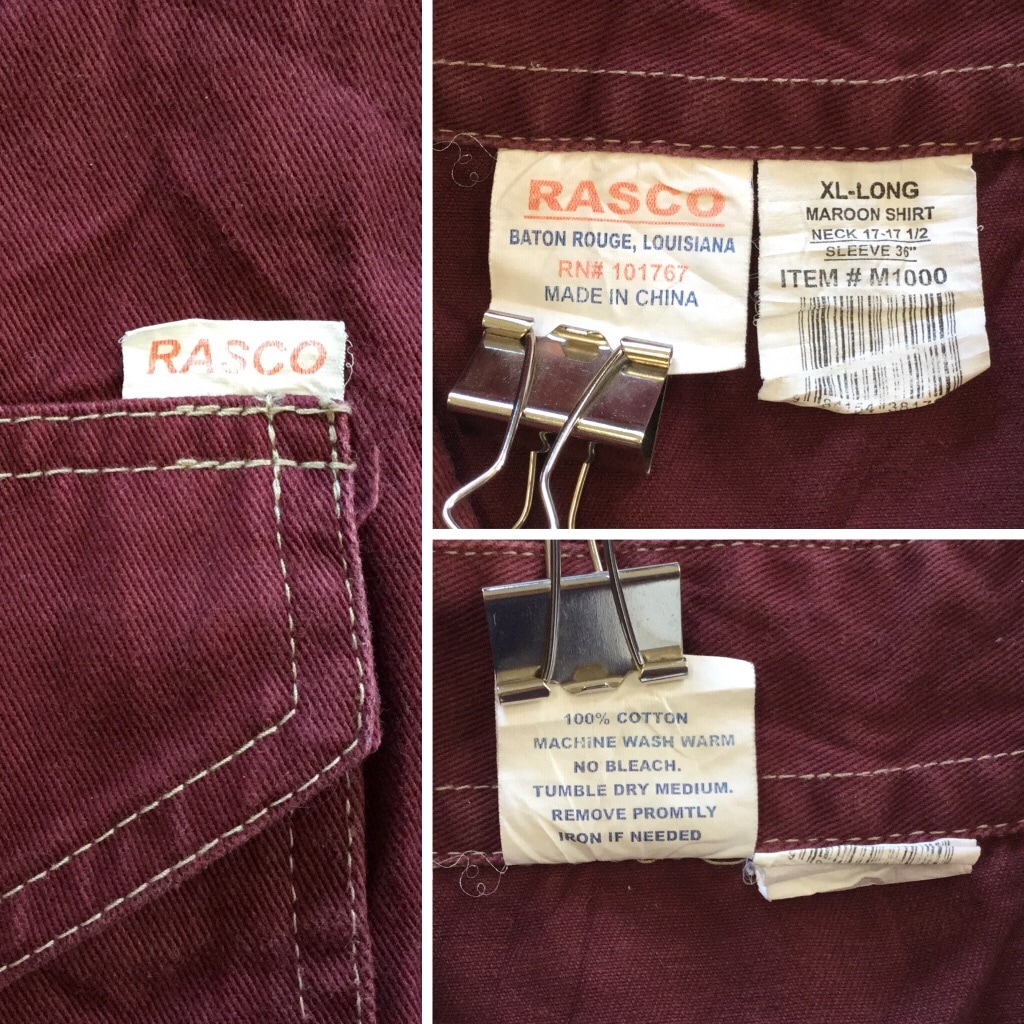 RASCO
RASCO
BATON ROUGE, LOUISIANA
RN# 101767
MADE IN CHINA
XL-LONG
MAROON SHIRT
NECK 17-17 1/2
SLEEVE 36"
ITEM # M1000
100% COTTON
MACHINE WASH WARM
NO BLEACH.
TUMBLE DRY MEDIUM.
REMOVE PROMTLY
IRON IF NEEDED